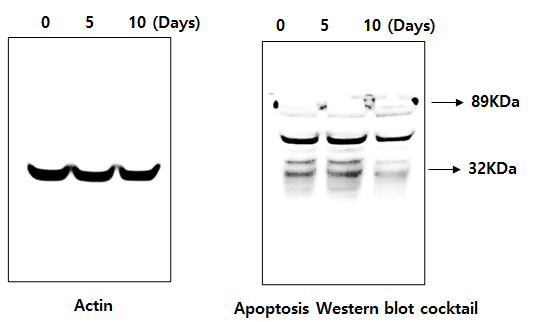 0 5 10 (Days)
0 5 10 (Days)
89KDa
32KDa
Actin
Apoptosis Western blot cocktail